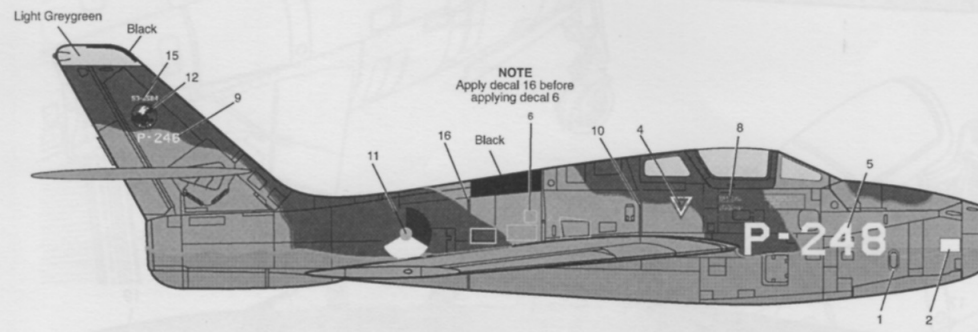 Light Greygreen
Black
15
12
9
NOTE
Apply decal 16 before
applying decal 6
6
16
Black
11
10
4
8
5
P-248
P-248
1
2